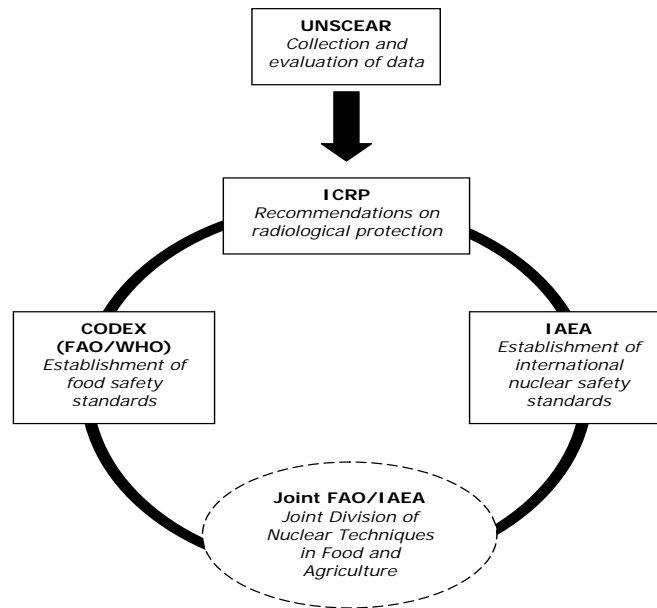 UNSCEAR
Collection and
evaluation of data
ICRP
Recommendations on
radiological protection
CODEX
(FAO/WHO)
Establishment of
food safety
standards
IAEA
Establishment of
international
nuclear safety
standards
Joint FAO/IAEA
Joint Division of
Nuclear Techniques
in Food and
Agriculture